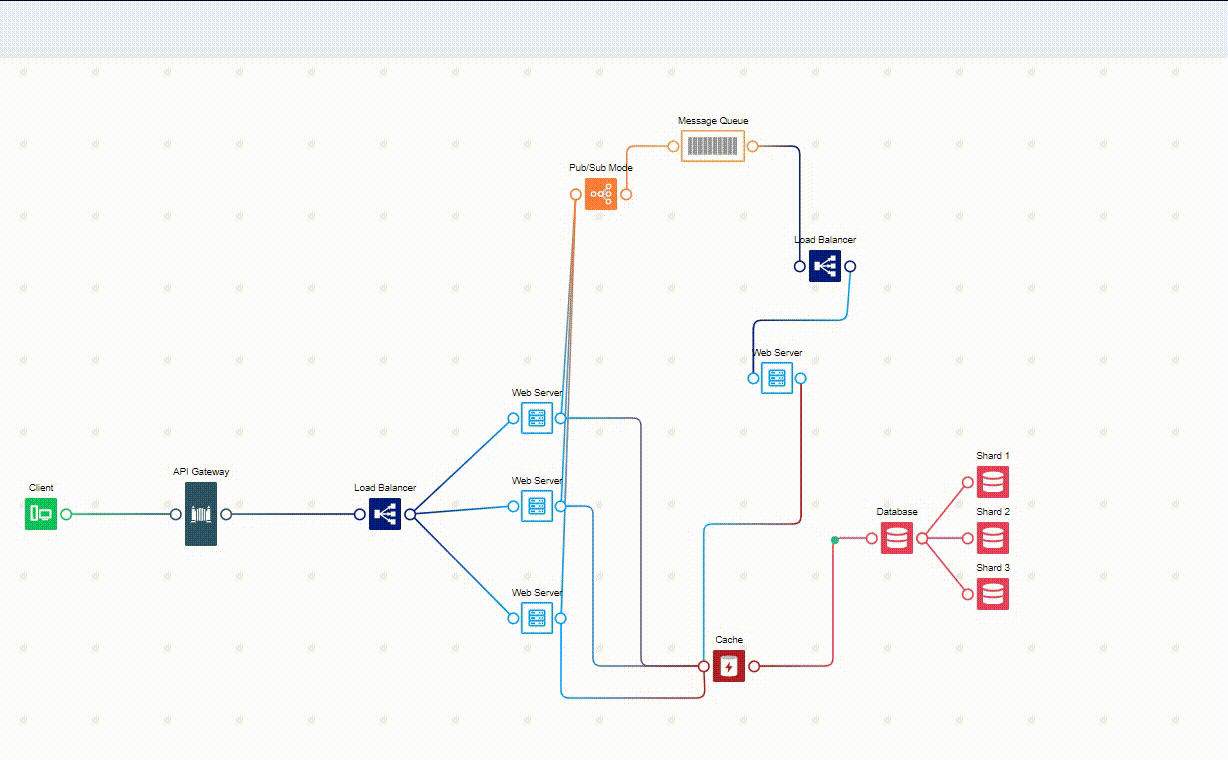 Message Queue
Pub/Sub Mode
Load Balancer
Web Server
Web Server
Shard 1
API Gateway
Web Server
Client
Load Balancer
Database
Shard 2
Shard 3
Web Server
Cache